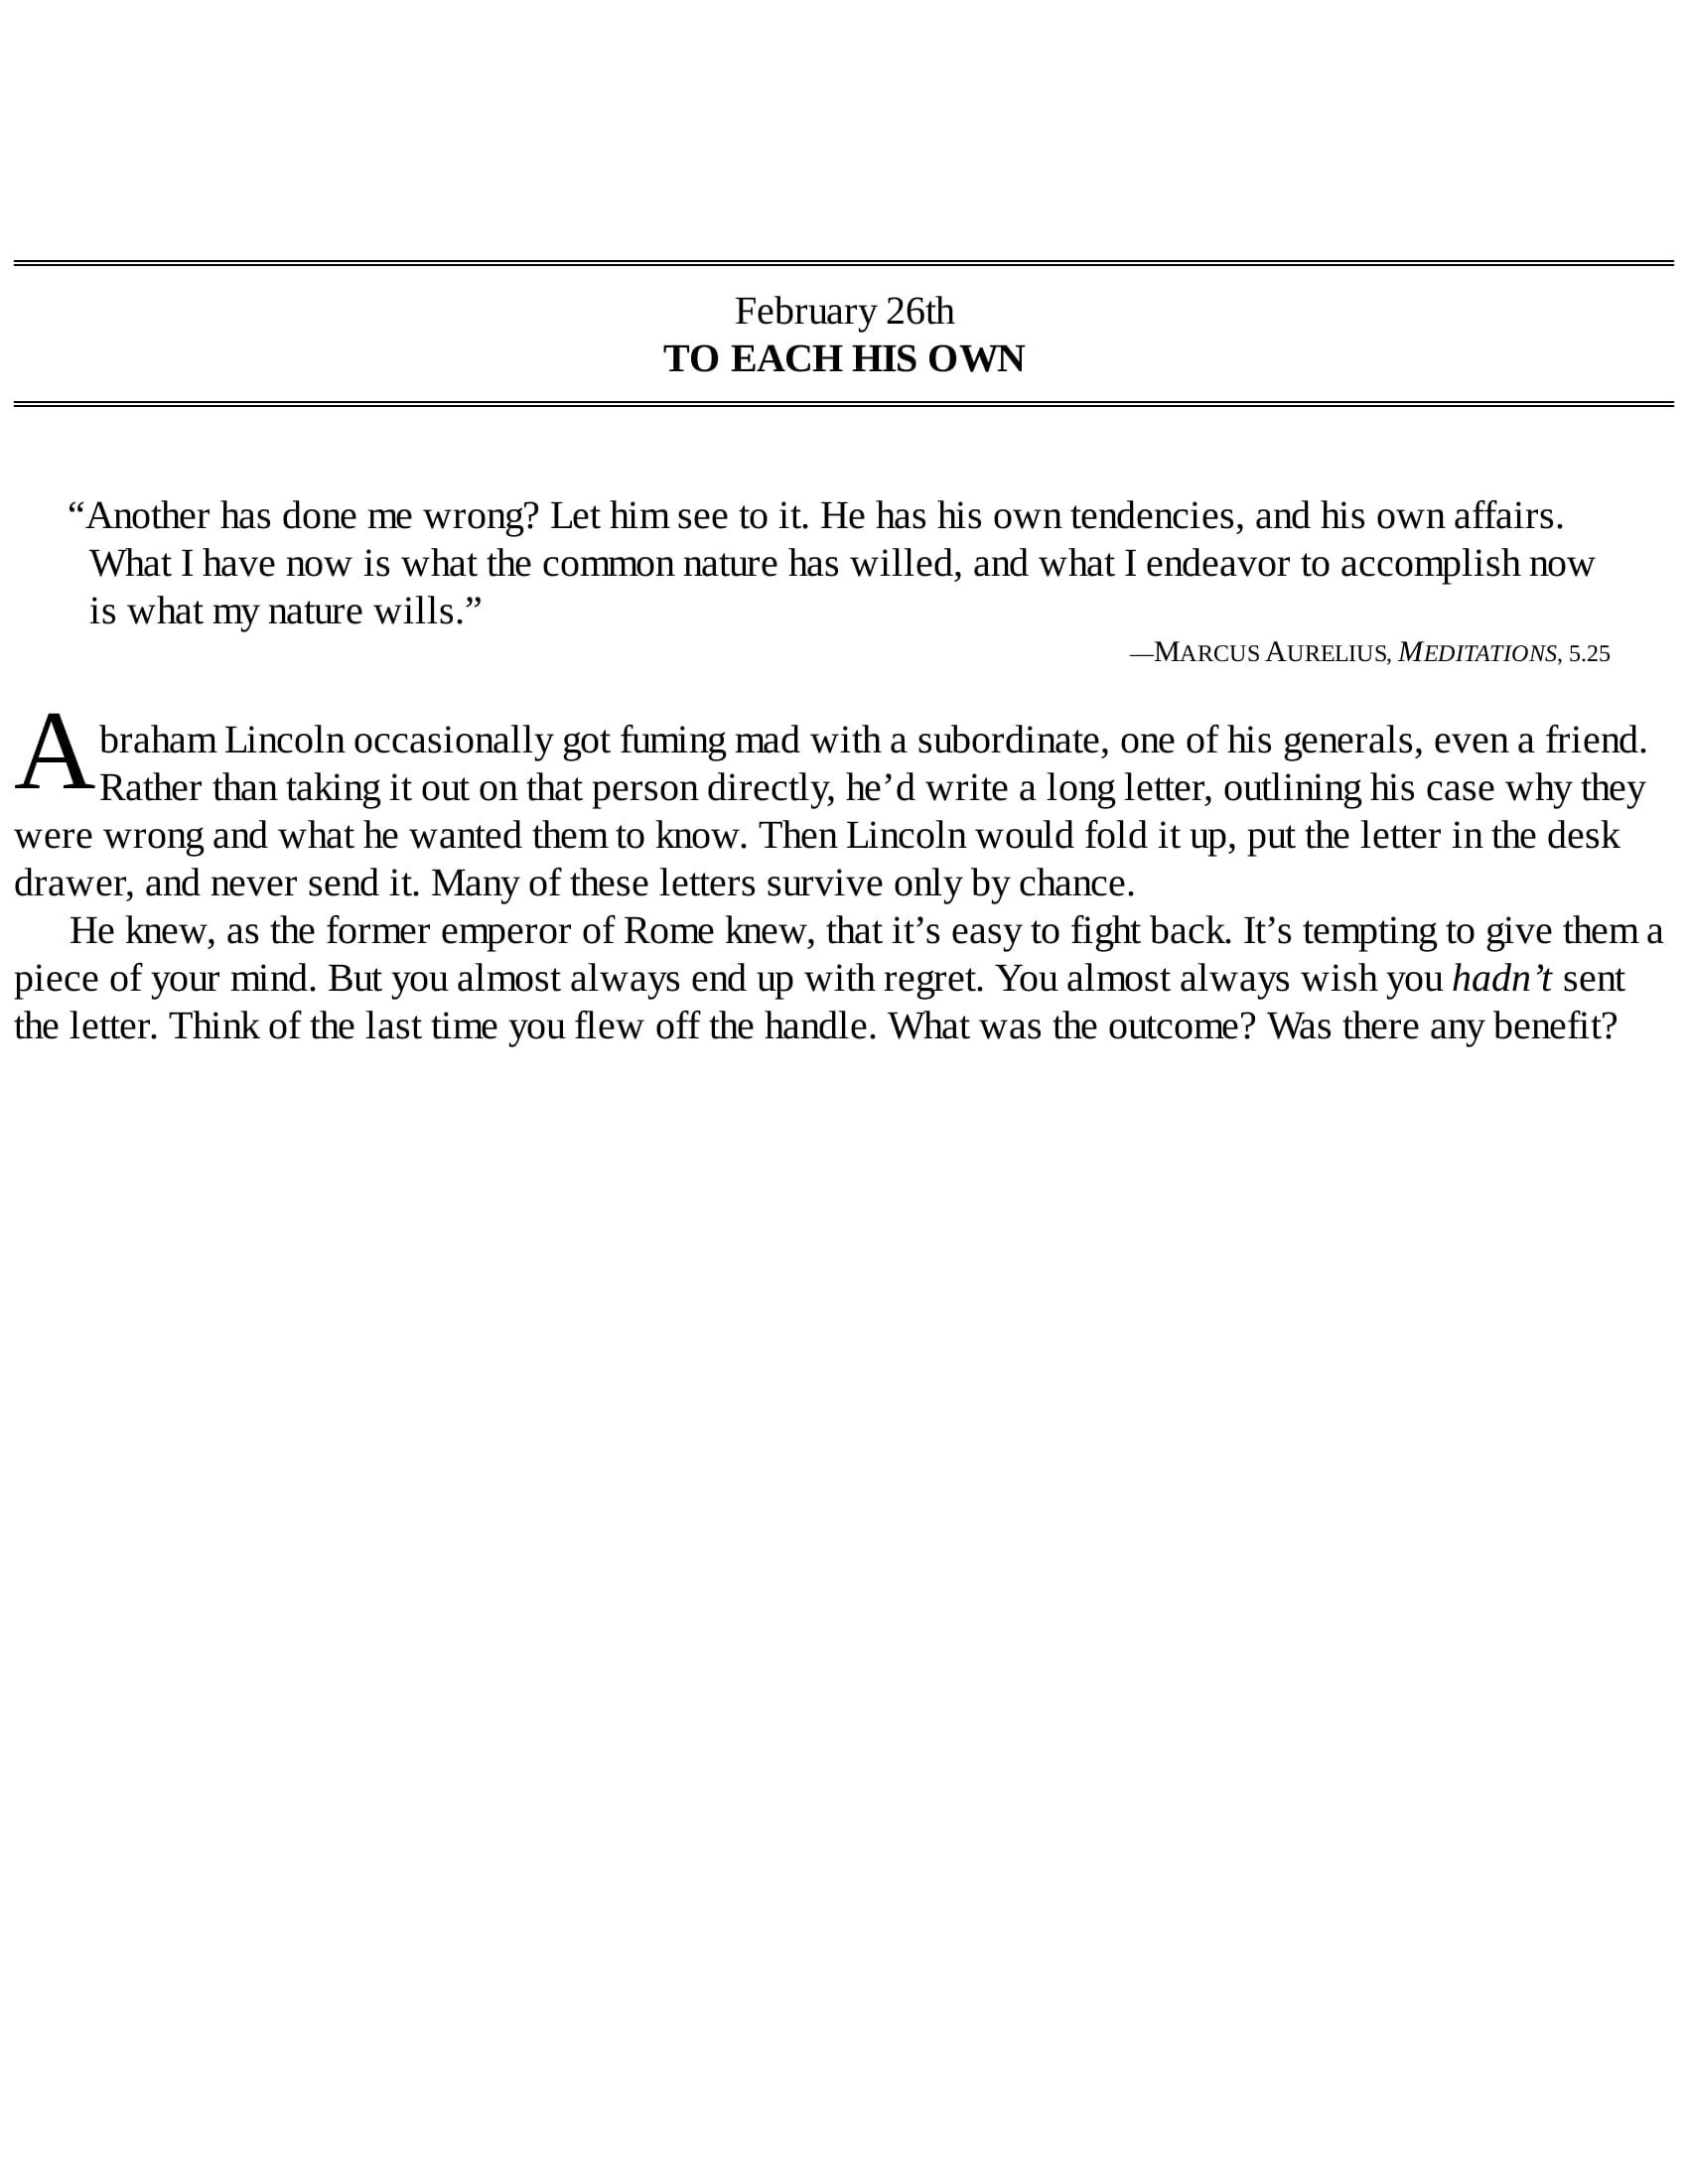 February 26th
TO EACH HIS OWN
“Another has done me wrong? Let him see to it. He has his own tendencies, and his own affairs.
What I have now is what the common nature has willed, and what I endeavor to accomplish now
is what my nature wills.”
—MARCUS AURELIUS, MEDITATIONS, 5.25
Abraham Lincoln occasionally got fuming mad with a subordinate, one of his generals, even a friend.
Rather than taking it out on that person directly, he’d write a long letter, outlining his case why they
were wrong and what he wanted them to know. Then Lincoln would fold it up, put the letter in the desk
drawer, and never send it. Many of these letters survive only by chance.
He knew, as the former emperor of Rome knew, that it’s easy to fight back. It’s tempting to give them a
piece of your mind. But you almost always end up with regret. You almost always wish you hadn’t sent
the letter. Think of the last time you flew off the handle. What was the outcome? Was there any benefit?